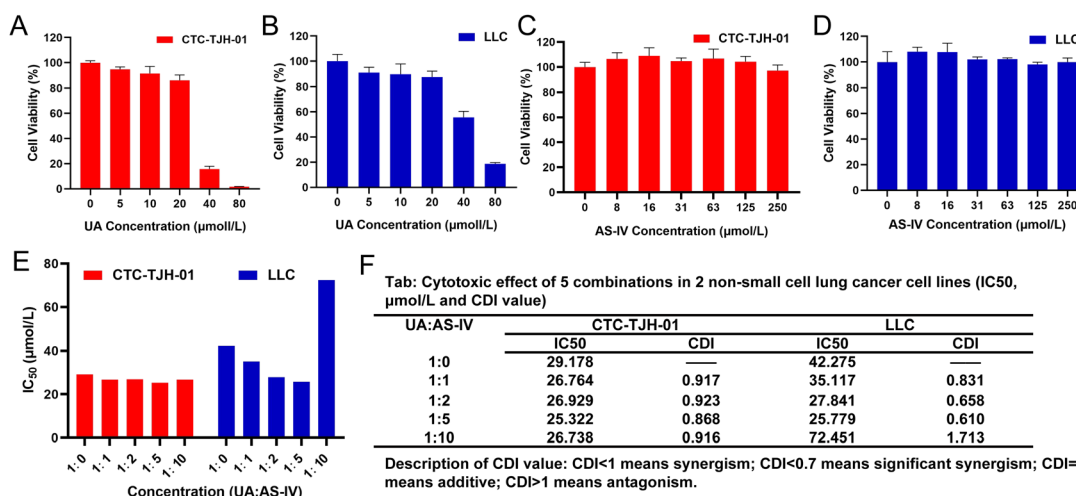 A
CTC-TJH-01
Cell Viability (%)
120
100
80
60
40
20
0
0 5 10 20 40 80
UA Concentration (μmoll/L)
B
LLC
Cell Viability (%)
150
100
50
0
0 5 10 20 40 80
UA Concentration (μmol/L)
C
CTC-TJH-01
Cell Viability (%)
120
100
80
60
40
20
0
0 8 16 31 63 125 250
AS-IV Concentration (μmol/L)
D
LLC
Cell Viability (%)
120
100
80
60
40
20
0
0 8 16 31 63 125 250
AS-IV Concentration (μmol/L)
E
CTC-TJH-01 LLC
IC50 (μmol/L)
80
60
40
20
0
1:0 1:1 1:2 1:5 1:10 1:0 1:1 1:2 1:5 1:10
Concentration (UA:AS-IV)
F
Tab: Cytotoxic effect of 5 combinations in 2 non-small cell lung cancer cell lines (IC50,
μmol/L and CDI value)
UA:AS-IV CTC-TJH-01 LLC
IC50 CDI IC50 CDI
1:0 29.178 —— 42.275 ——
1:1 26.764 0.917 35.117 0.831
1:2 26.929 0.923 27.841 0.658
1:5 25.322 0.868 25.779 0.610
1:10 26.738 0.916 72.451 1.713
Description of CDI value: CDI<1 means synergism; CDI<0.7 means significant synergism; CDI=
means additive; CDI>1 means antagonism.